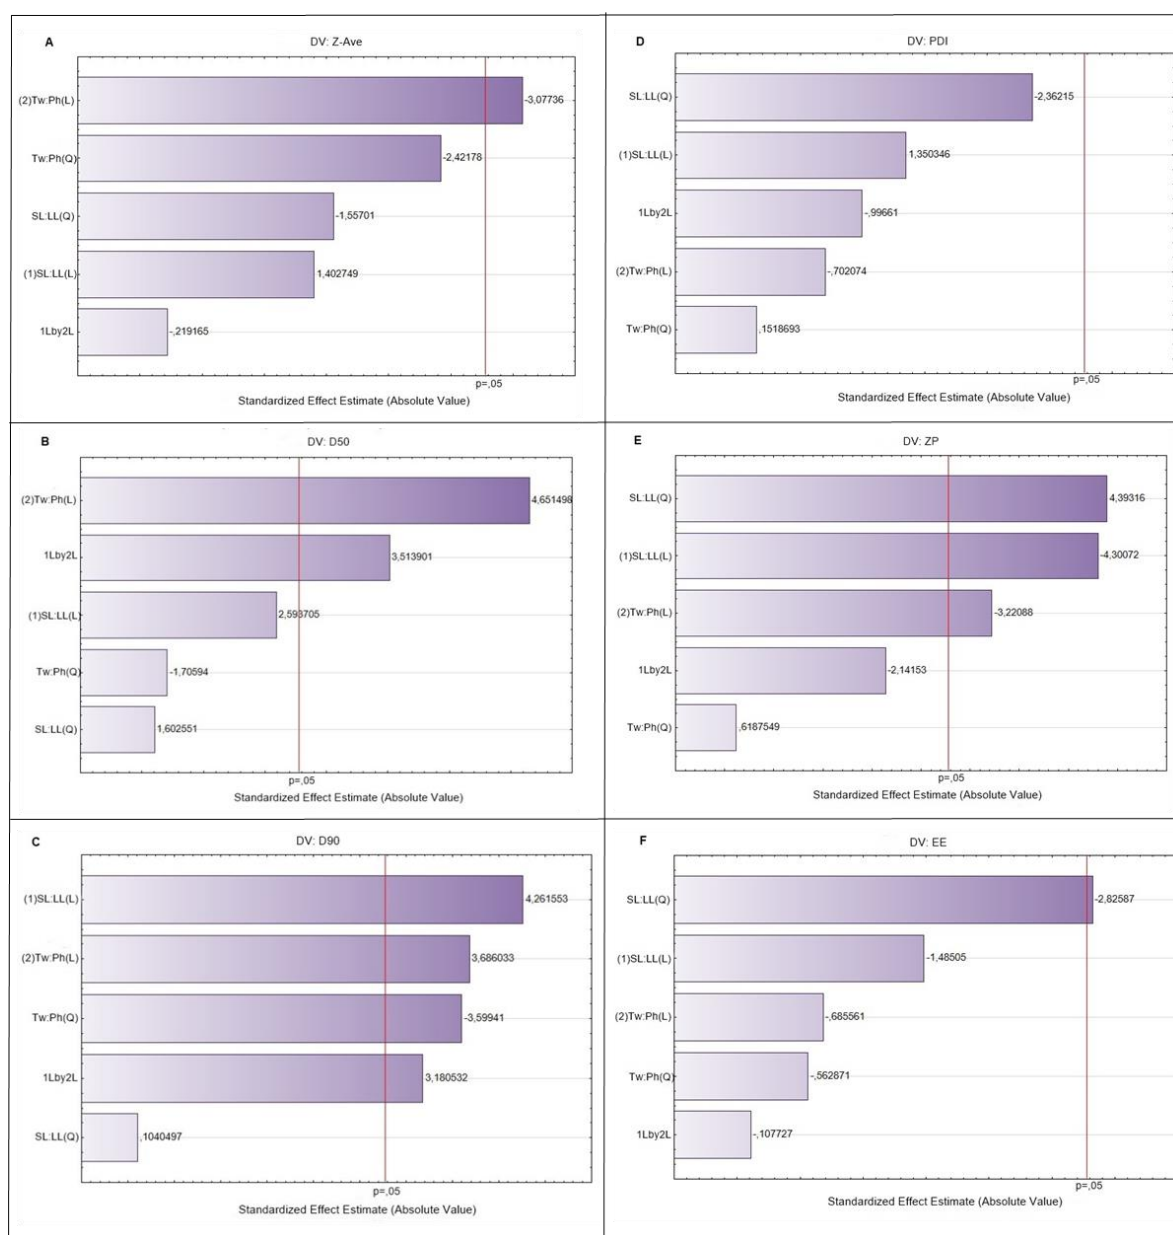 A
DV: Z-Ave
(2)Tw:Ph(L)
-3,07736
Tw:Ph(Q)
-2,42178
SL:LL(Q)
-1,55701
(1)SL:LL(L)
1,402749
1Lby2L
-,219165
p=,05
Standardized Effect Estimate (Absolute Value)
B
DV: D50
(2)Tw:Ph(L)
4,651498
1Lby2L
3,513901
(1)SL:LL(L)
2,593705
Tw:Ph(Q)
-1,70594
SL:LL(Q)
1,602551
p=,05
Standardized Effect Estimate (Absolute Value)
C
DV: D90
(1)SL:LL(L)
4,261553
(2)Tw:Ph(L)
3,686033
Tw:Ph(Q)
-3,59941
1Lby2L
3,180532
SL:LL(Q)
,1040497
p=,05
Standardized Effect Estimate (Absolute Value)
D
DV: PDI
SL:LL(Q)
-2,36215
(1)SL:LL(L)
1,350346
1Lby2L
-,99661
(2)Tw:Ph(L)
-,702074
Tw:Ph(Q)
,1518693
p=,05
Standardized Effect Estimate (Absolute Value)
E
DV: ZP
SL:LL(Q)
4,39316
(1)SL:LL(L)
-4,30072
(2)Tw:Ph(L)
-3,22088
1Lby2L
-2,14153
Tw:Ph(Q)
,6187549
p=,05
Standardized Effect Estimate (Absolute Value)
F
DV: EE
SL:LL(Q)
-2,82587
(1)SL:LL(L)
-1,48505
(2)Tw:Ph(L)
-,685561
Tw:Ph(Q)
-,562871
1Lby2L
-,107727
p=,05
Standardized Effect Estimate (Absolute Value)